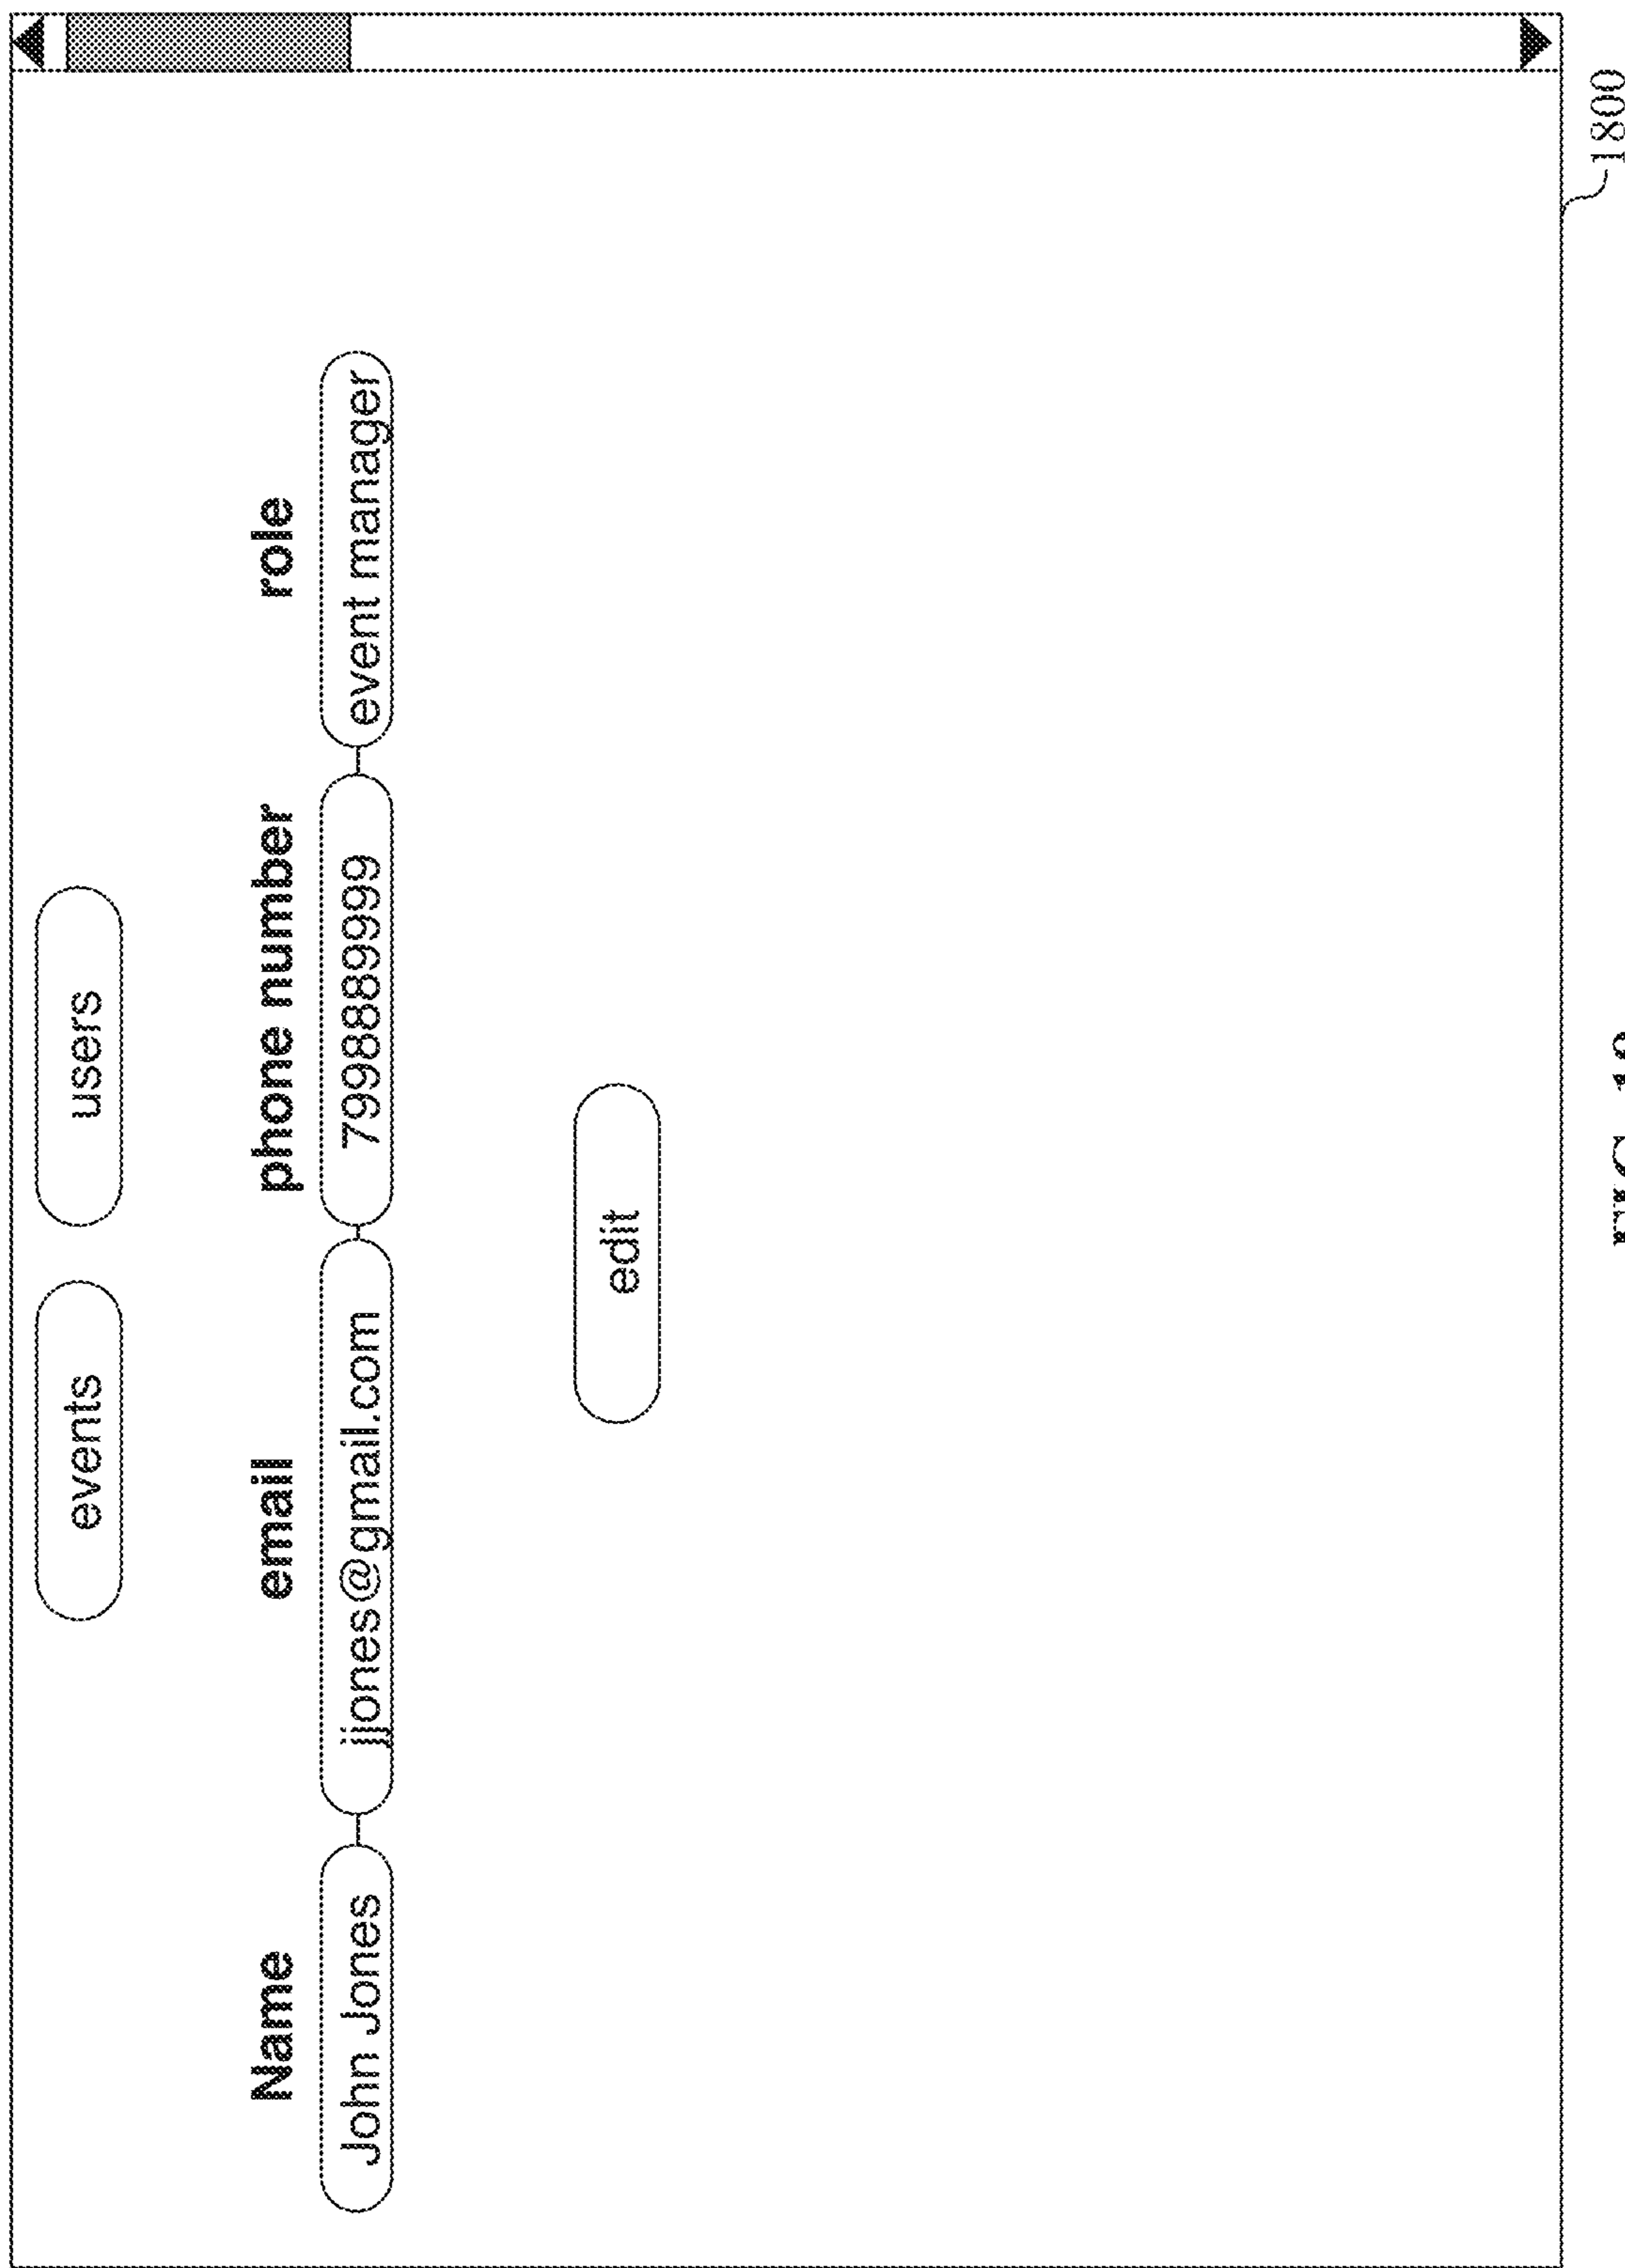 events users
Name email phone number role
John Jones jjones@gmail.com 7998889999 event manager
edit
1800